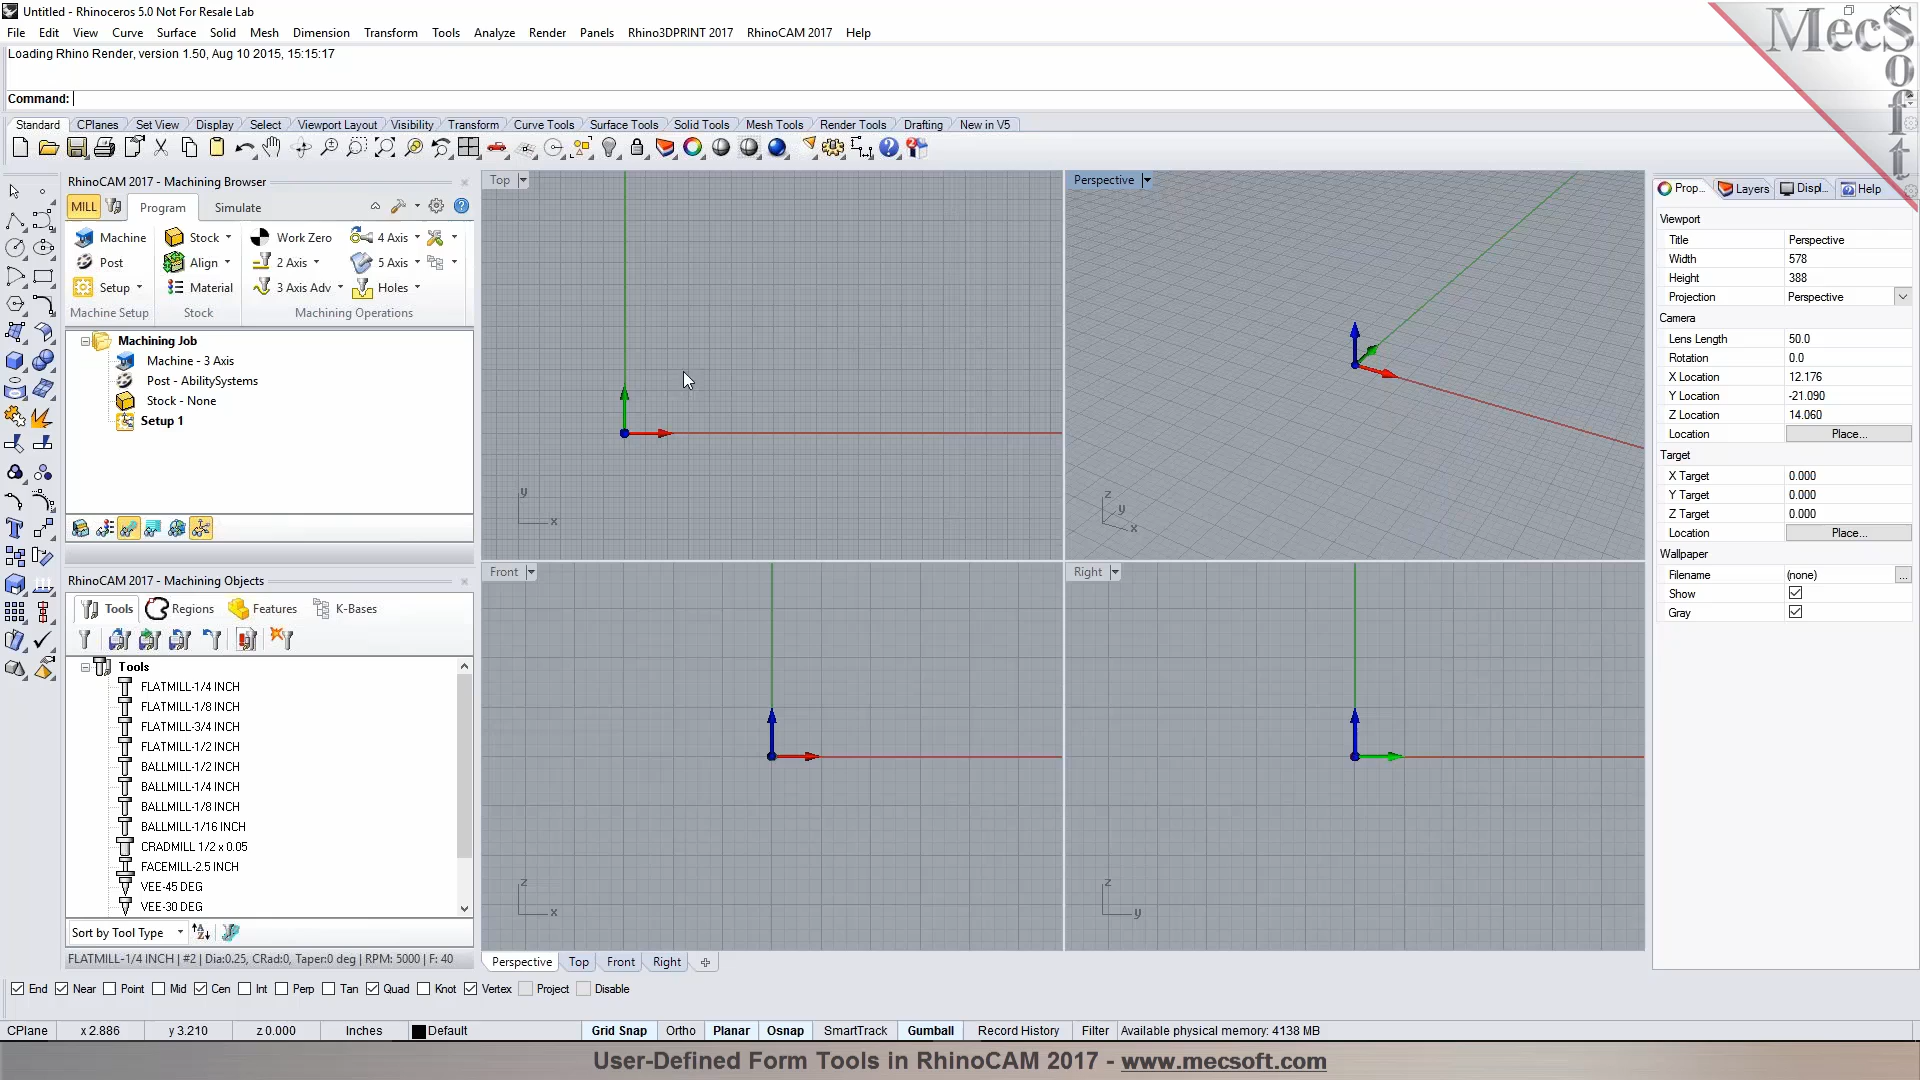 Untitled - Rhinoceros 5.0 Not For Resale Lab
File Edit View Curve Surface Solid Mesh Dimension Transform Tools Analyze Render Panels Rhino3DPRINT 2017 RhinoCAM 2017 Help
Loading Rhino Render, version 1.50, Aug 10 2015, 15:15:17
Command:
MecSoft
Standard CPlanes Set View Display Select Viewport Layout Visibility Transform Curve Tools Surface Tools Solid Tools Mesh Tools Render Tools Drafting New in V5
RhinoCAM 2017 - Machining Browser
MILL Program Simulate
Machine Stock Work Zero 4 Axis
Post Align 2 Axis 5 Axis
Setup Material 3 Axis Adv Holes
Machine Setup Stock Machining Operations
Machining Job
Machine - 3 Axis
Post - AbilitySystems
Stock - None
Setup 1
RhinoCAM 2017 - Machining Objects
Tools Regions Features K-Bases
Tools
FLATMILL-1/4 INCH
FLATMILL-1/8 INCH
FLATMILL-3/4 INCH
FLATMILL-1/2 INCH
BALLMILL-1/2 INCH
BALLMILL-1/4 INCH
BALLMILL-1/8 INCH
BALLMILL-1/16 INCH
CRADMILL 1/2 x 0.05
FACEMILL-2.5 INCH
VEE-45 DEG
VEE-30 DEG
Sort by Tool Type
FLATMILL-1/4 INCH | #2 | Dia:0.25, CRad:0, Taper:0 deg | RPM: 5000 | F: 40
Top
y
x
Perspective
z
y
x
Front
z
x
Right
z
y
Perspective Top Front Right
Prop... Layers Displ... Help
Viewport
Title Perspective
Width 578
Height 388
Projection Perspective
Camera
Lens Length 50.0
Rotation 0.0
X Location 12.176
Y Location -21.090
Z Location 14.060
Location Place...
Target
X Target 0.000
Y Target 0.000
Z Target 0.000
Location Place...
Wallpaper
Filename (none) ...
Show
Gray
End Near Point Mid Cen Int Perp Tan Quad Knot Vertex Project Disable
CPlane x 2.886 y 3.210 z 0.000 Inches Default Grid Snap Ortho Planar Osnap SmartTrack Gumball Record History Filter Available physical memory: 4138 MB
User-Defined Form Tools in RhinoCAM 2017 - www.mecsoft.com